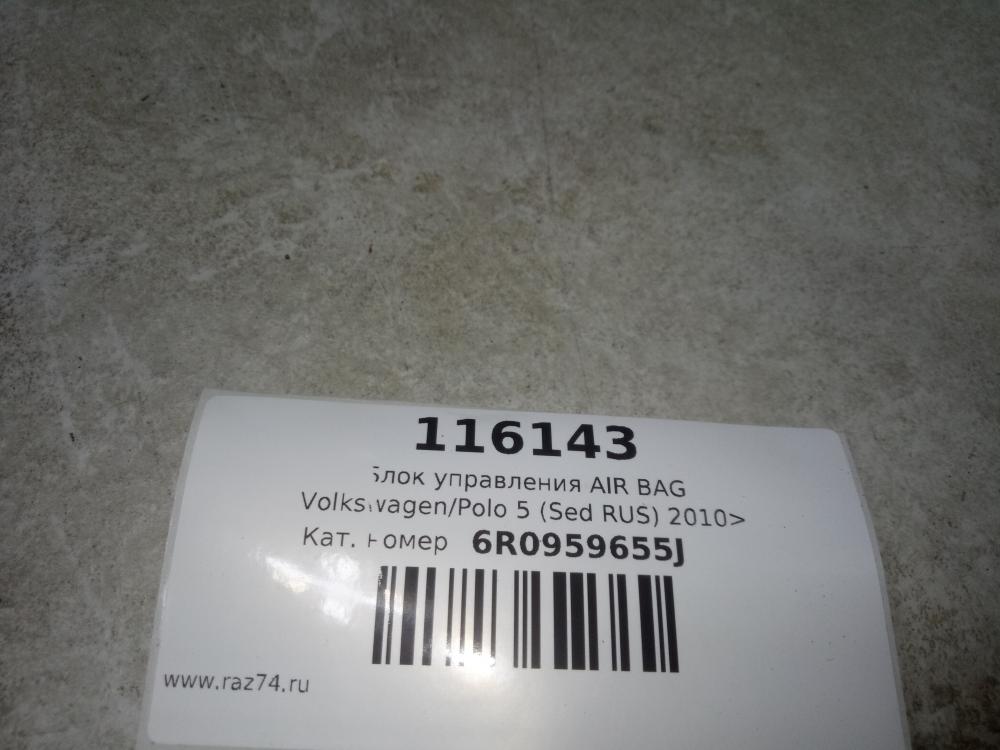 116143
Блок управления AIR BAG
Volkswagen/Polo 5 (Sed RUS) 2010>
Кат. номер 6R0959655J
www.raz74.ru